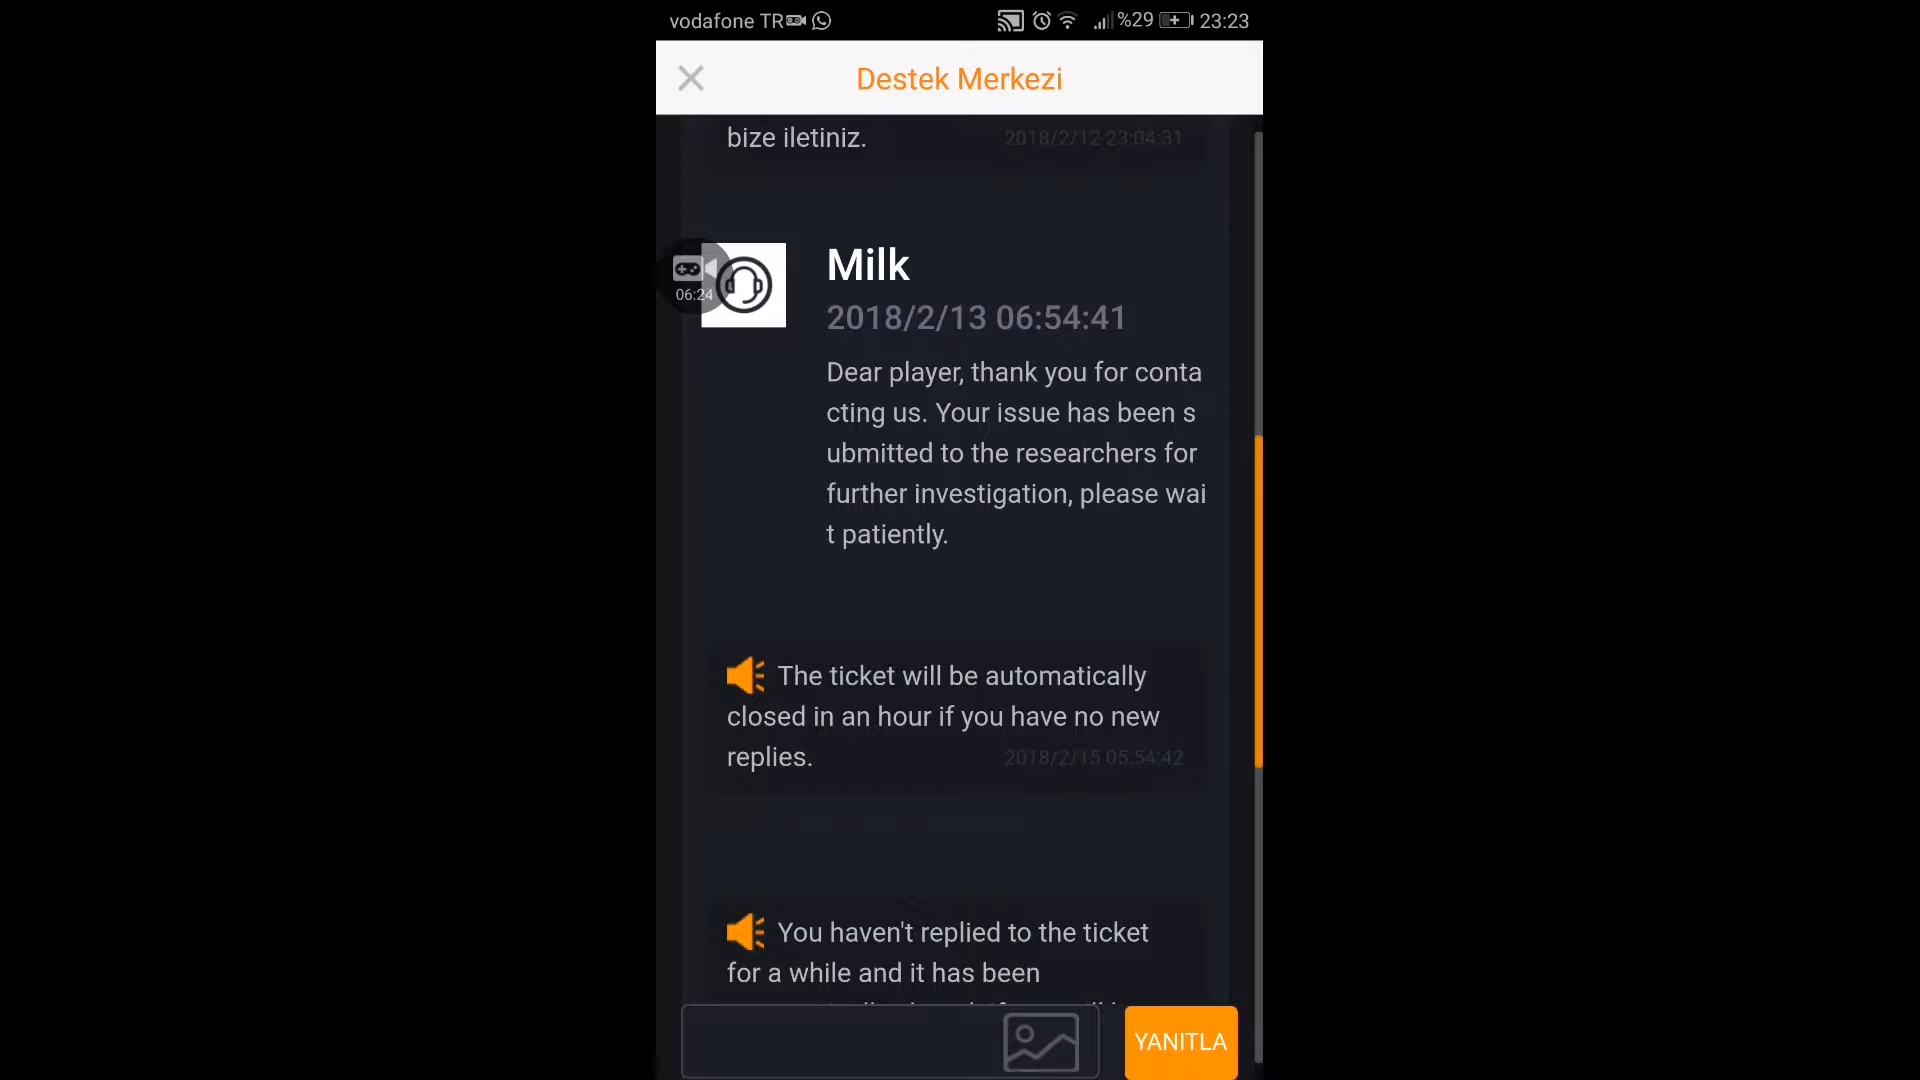 vodafone TR %29 23:23
Destek Merkezi
bize iletiniz. 2018/2/12 23:04:31
Milk
06:24
2018/2/13 06:54:41
Dear player, thank you for conta
cting us. Your issue has been s
ubmitted to the researchers for
further investigation, please wai
t patiently.
The ticket will be automatically
closed in an hour if you have no new
replies. 2018/2/15 05:54:42
You haven't replied to the ticket
for a while and it has been
YANITLA